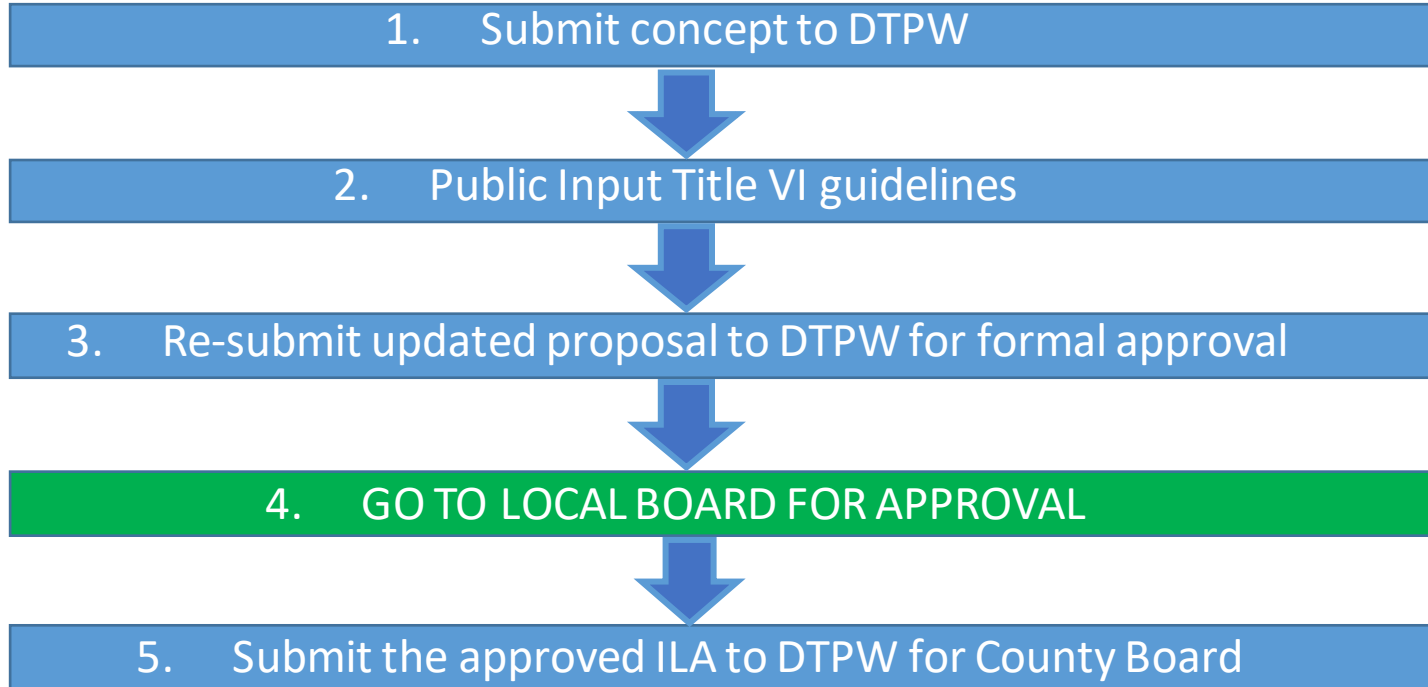 1. Submit concept to DTPW
2. Public Input Title VI guidelines
3. Re-submit updated proposal to DTPW for formal approval
4. GO TO LOCAL BOARD FOR APPROVAL
5. Submit the approved ILA to DTPW for County Board